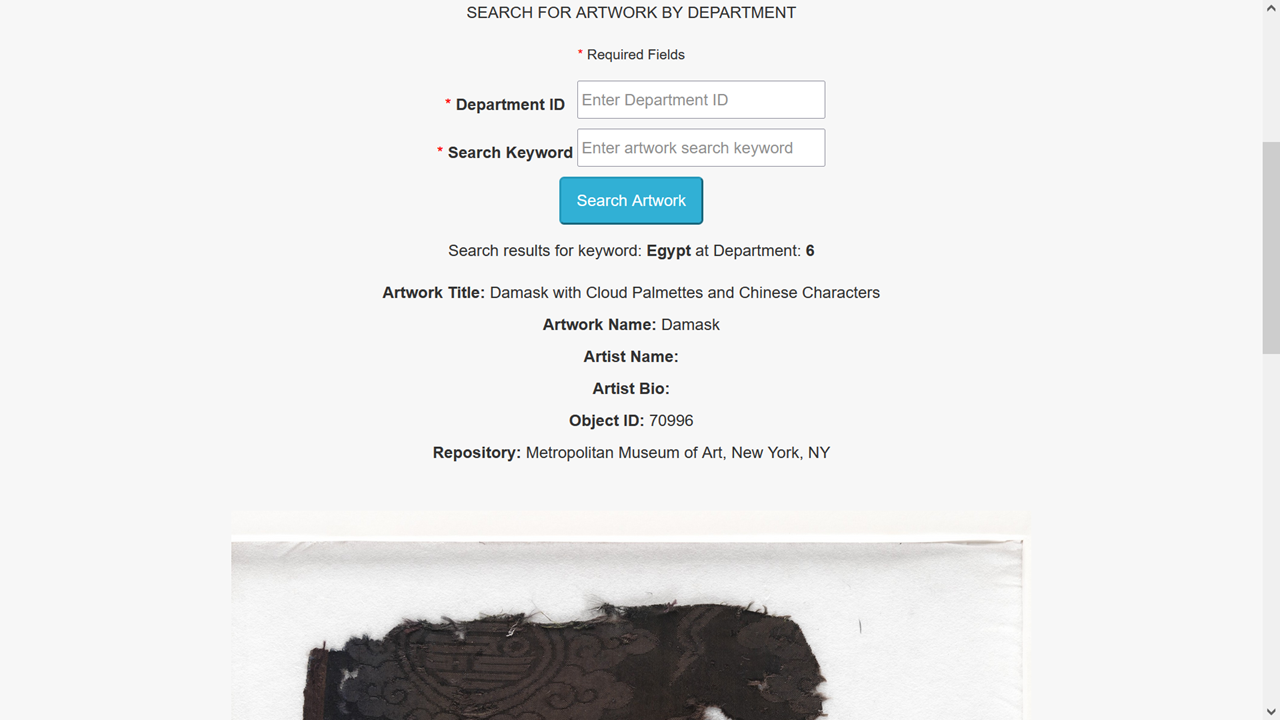 SEARCH FOR ARTWORK BY DEPARTMENT
* Required Fields
* Department ID Enter Department ID
* Search Keyword Enter artwork search keyword
Search Artwork
Search results for keyword: Egypt at Department: 6
Artwork Title: Damask with Cloud Palmettes and Chinese Characters
Artwork Name: Damask
Artist Name:
Artist Bio:
Object ID: 70996
Repository: Metropolitan Museum of Art, New York, NY